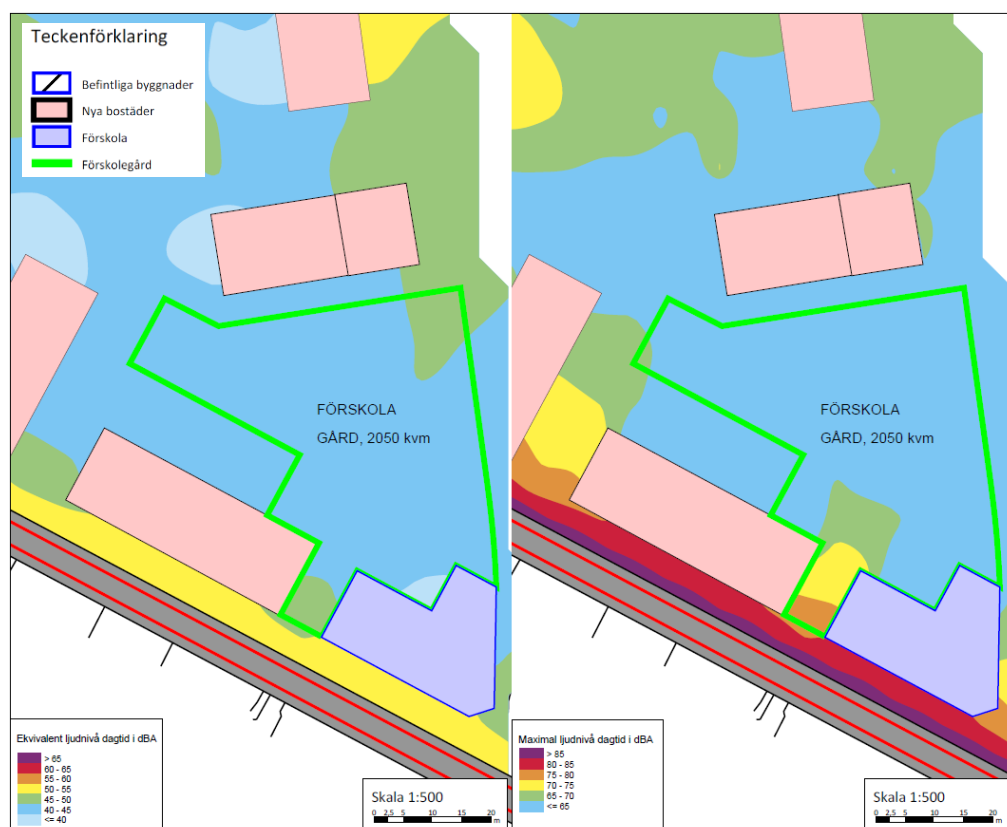 Teckenförklaring
Befintliga byggnader
Nya bostäder
Förskola
Förskolegård
FÖRSKOLA
GÅRD, 2050 kvm
FÖRSKOLA
GÅRD, 2050 kvm
Ekvivalent ljudnivå dagtid i dBA
> 65
60 - 65
55 - 60
50 - 55
45 - 50
40 - 45
<= 40
Skala 1:500
0 2,5 5 10 15 20
m
Maximal ljudnivå dagtid i dBA
> 85
80 - 85
75 - 80
70 - 75
65 - 70
<= 65
Skala 1:500
0 2,5 5 10 15 20
m